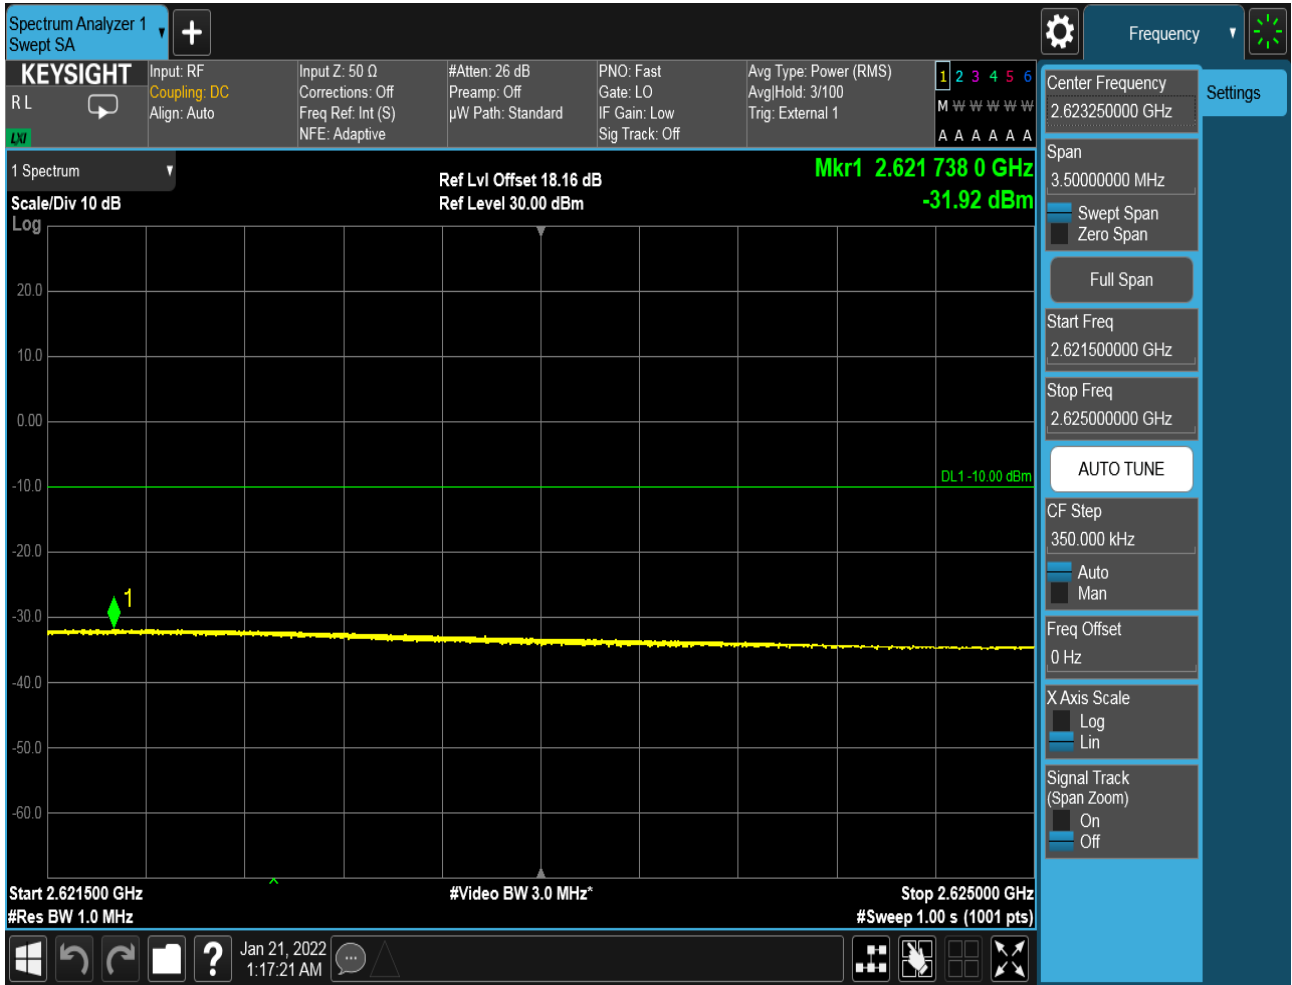 Spectrum Analyzer 1
Swept SA
Frequency
KEYSIGHT
R L
LXI
Input: RF
Coupling: DC
Align: Auto
Input Z: 50 Ω
Corrections: Off
Freq Ref: Int (S)
NFE: Adaptive
#Atten: 26 dB
Preamp: Off
µW Path: Standard
PNO: Fast
Gate: LO
IF Gain: Low
Sig Track: Off
Avg Type: Power (RMS)
Avg|Hold: 3/100
Trig: External 1
1 2 3 4 5 6
M W W W W W
A A A A A A
1 Spectrum
Scale/Div 10 dB
Log
Ref Lvl Offset 18.16 dB
Ref Level 30.00 dBm
Mkr1 2.621 738 0 GHz
-31.92 dBm
20.0
10.0
0.00
-10.0
-20.0
-30.0
-40.0
-50.0
-60.0
DL1 -10.00 dBm
1
Start 2.621500 GHz
#Res BW 1.0 MHz
#Video BW 3.0 MHz*
Stop 2.625000 GHz
#Sweep 1.00 s (1001 pts)
Jan 21, 2022
1:17:21 AM
Center Frequency
2.623250000 GHz
Settings
Span
3.50000000 MHz
Swept Span
Zero Span
Full Span
Start Freq
2.621500000 GHz
Stop Freq
2.625000000 GHz
AUTO TUNE
CF Step
350.000 kHz
Auto
Man
Freq Offset
0 Hz
X Axis Scale
Log
Lin
Signal Track
(Span Zoom)
On
Off